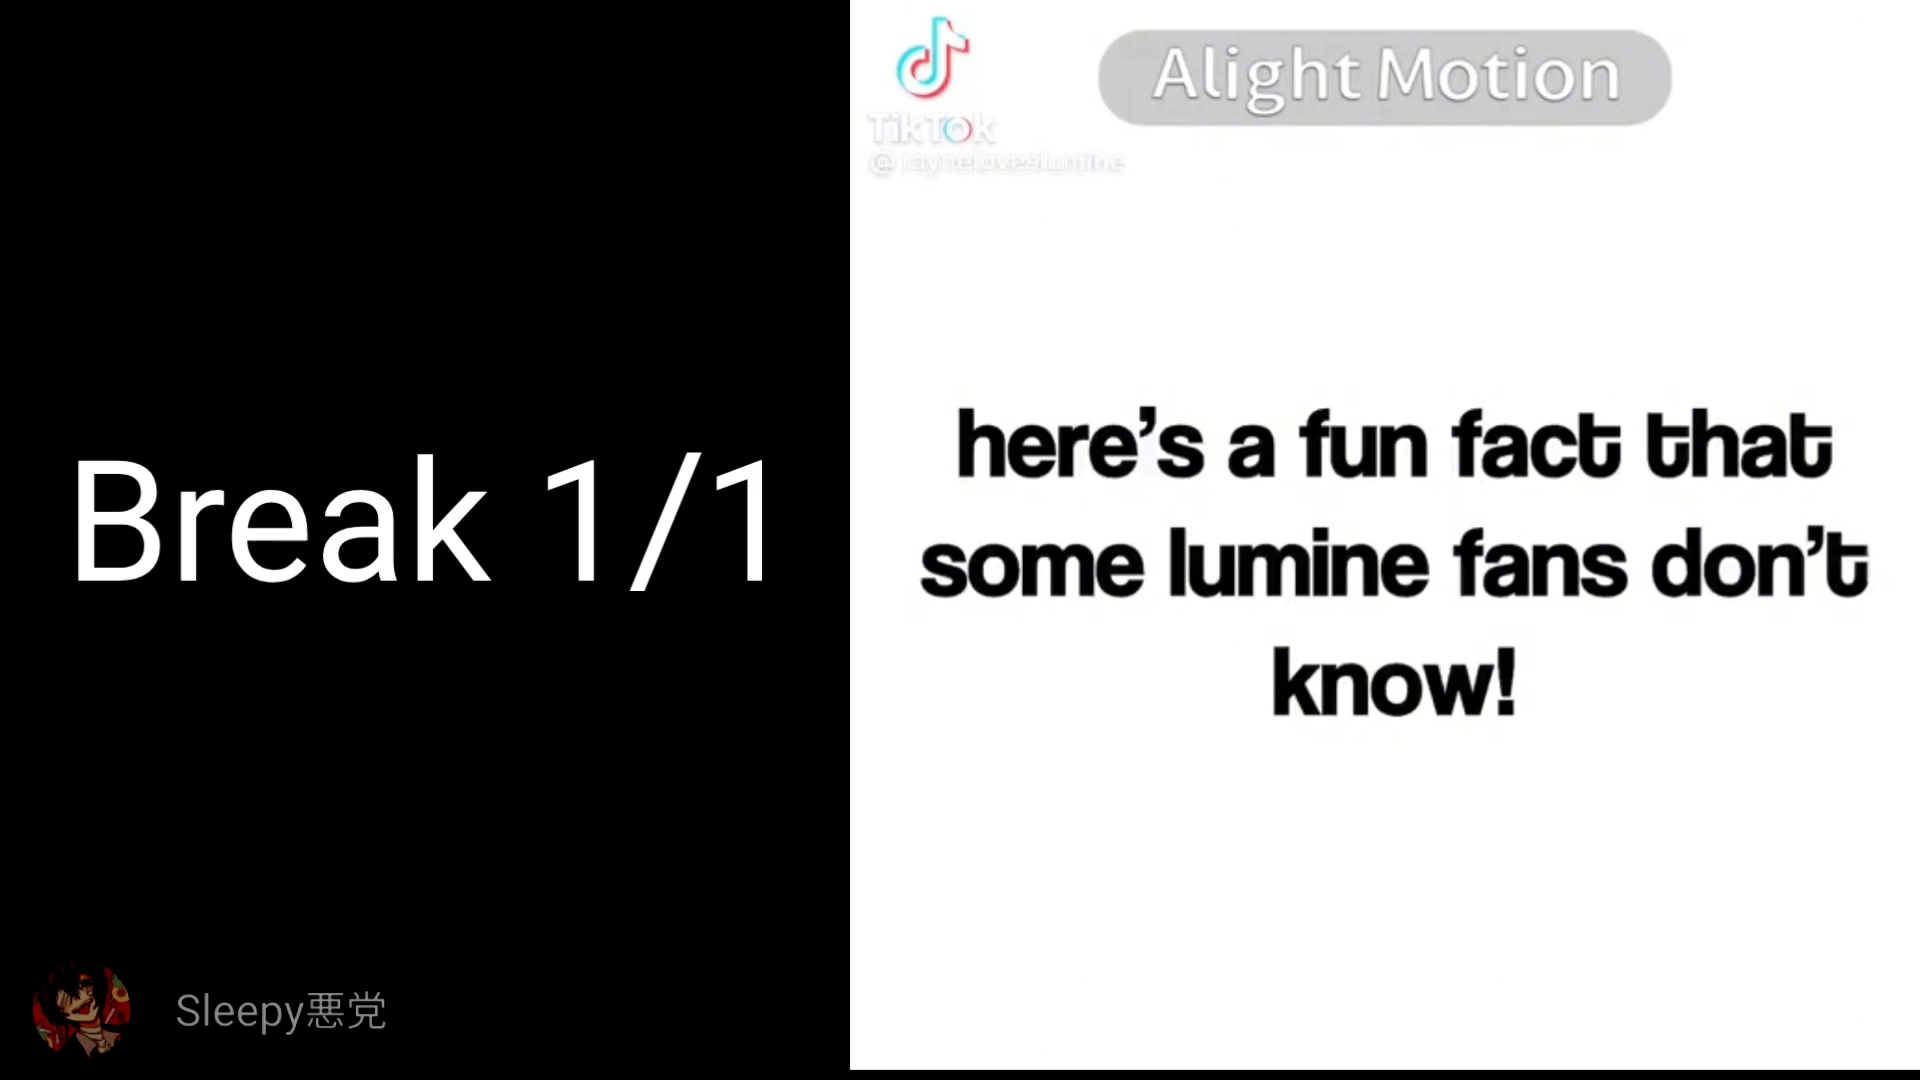 Break 1/1
Sleepy悪党
TikTok
@rayneloveslumine
Alight Motion
here's a fun fact that
some lumine fans don't
know!